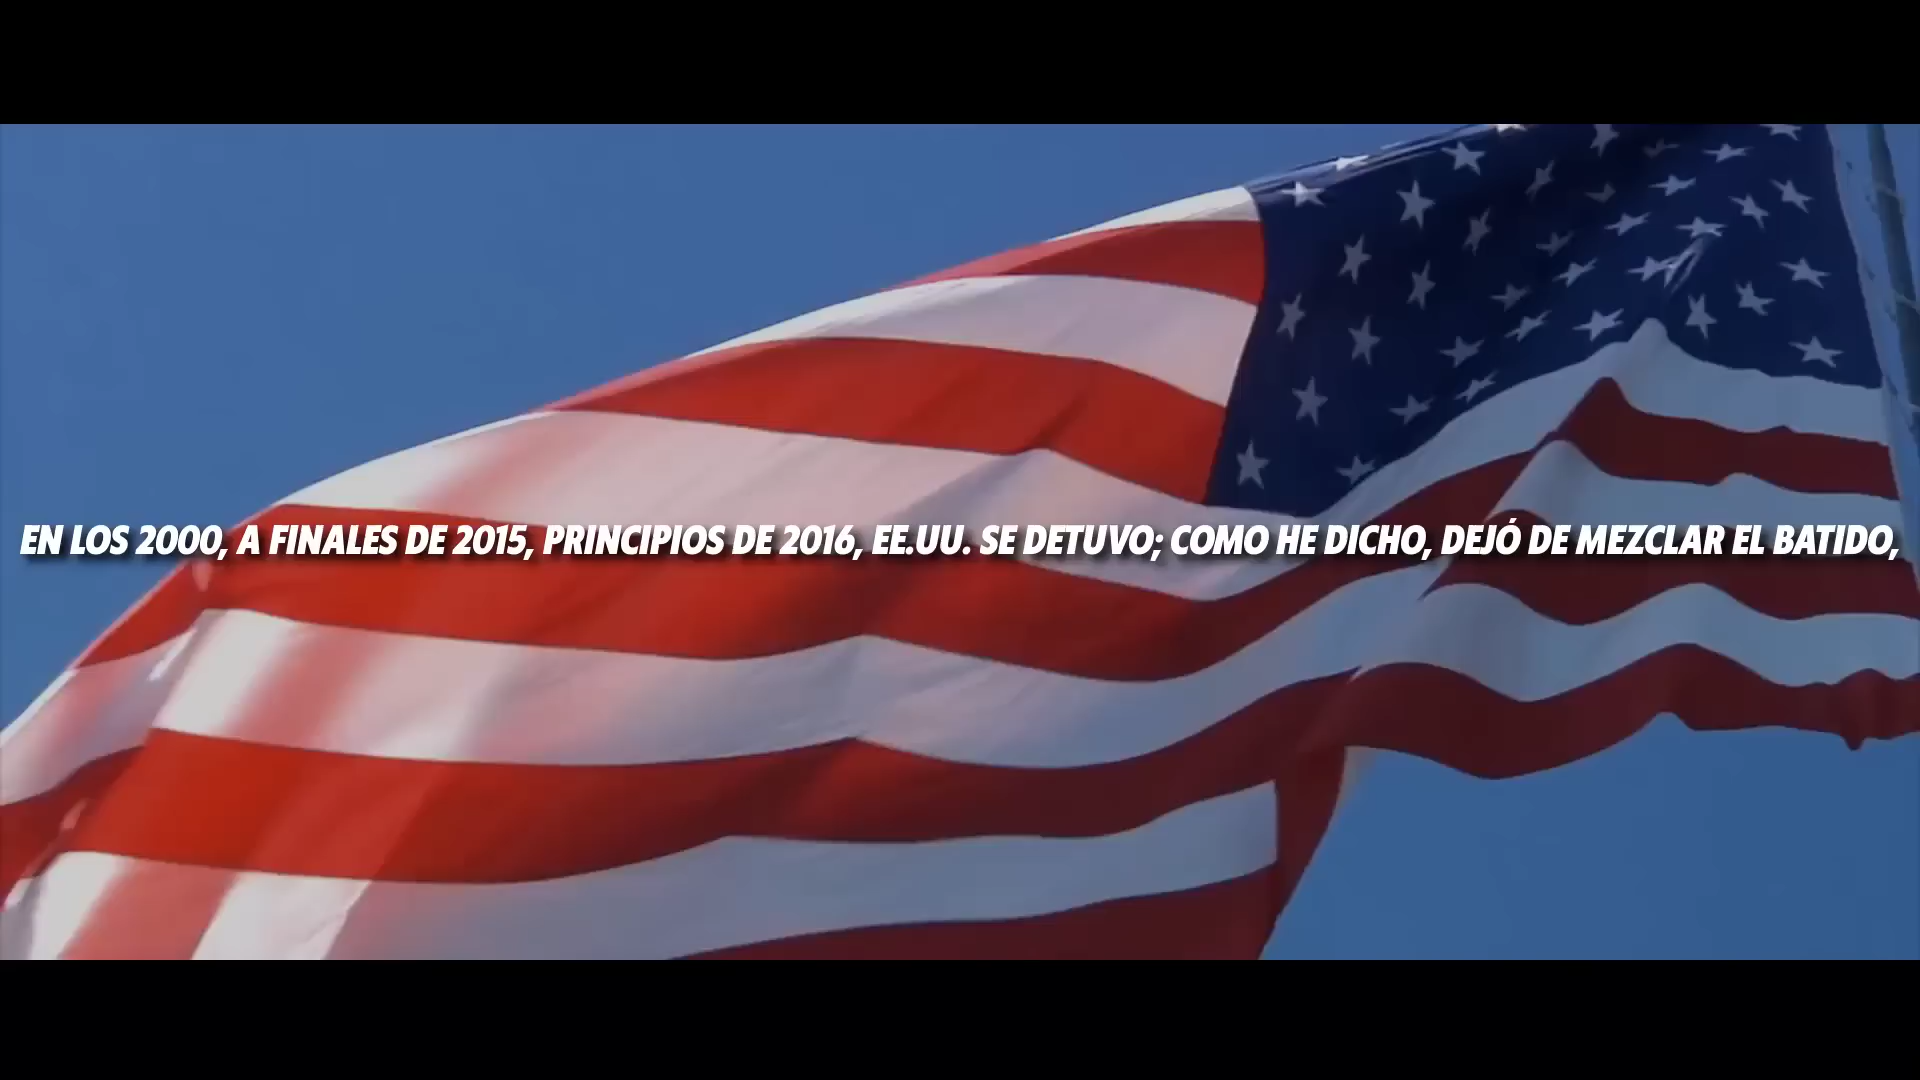 EN LOS 2000, A FINALES DE 2015, PRINCIPIOS DE 2016, EE.UU. SE DETUVO; COMO HE DICHO, DEJÓ DE MEZCLAR EL BATIDO,